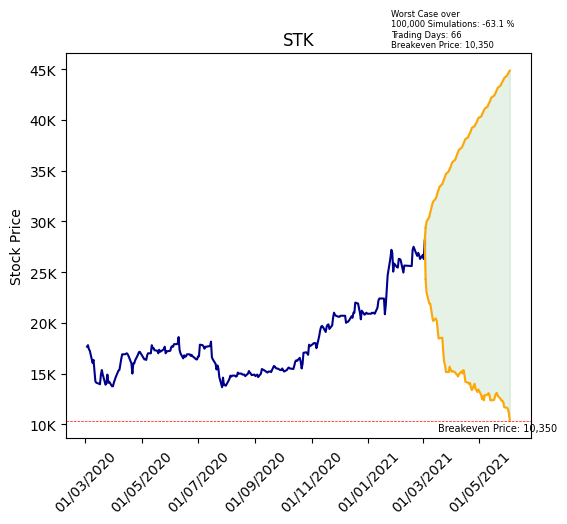 Worst Case over
100,000 Simulations: -63.1 %
Trading Days: 66
Breakeven Price: 10,350
STK
Stock Price
45K
40K
35K
30K
25K
20K
15K
10K
Breakeven Price: 10,350
01/03/2020
01/05/2020
01/07/2020
01/09/2020
01/11/2020
01/01/2021
01/03/2021
01/05/2021